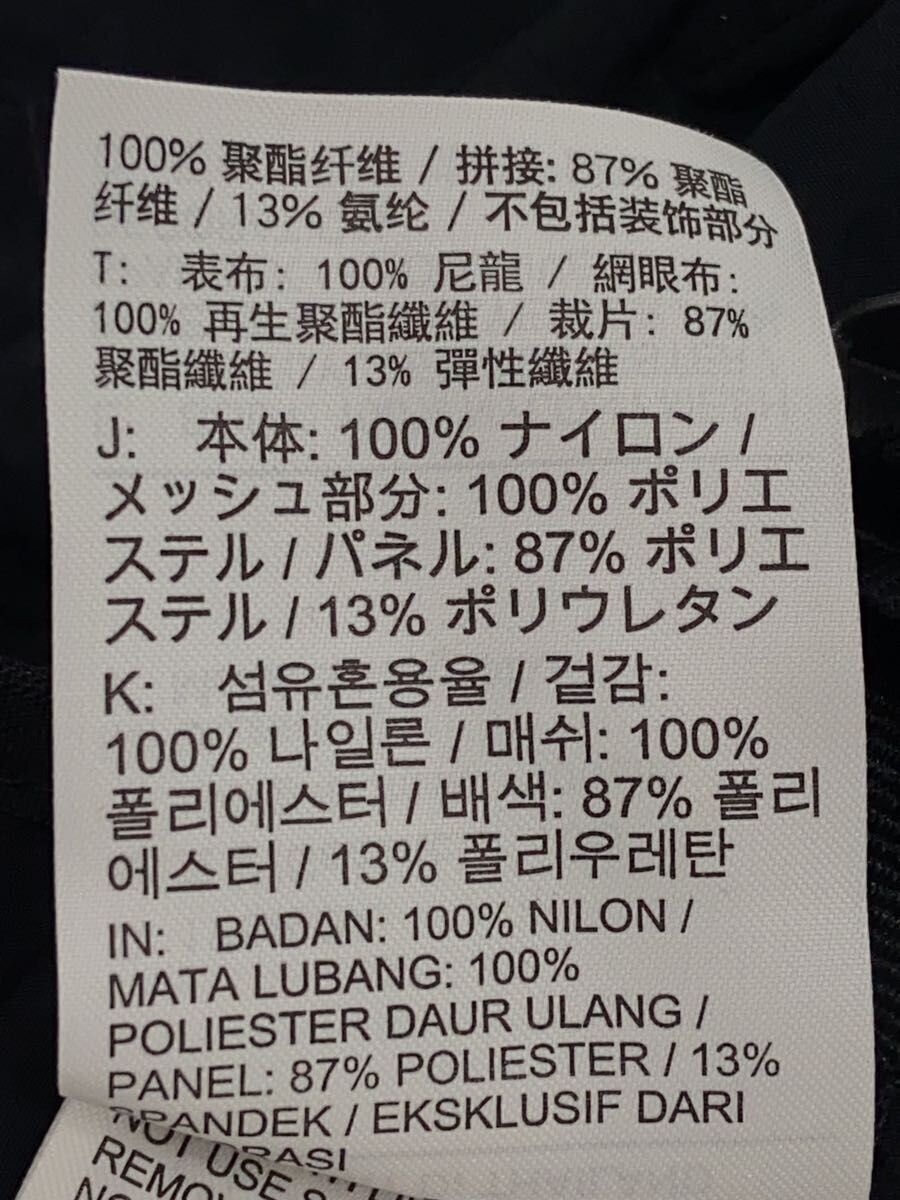 100% 聚酯纤维 / 拼接: 87% 聚酯
纤维 / 13% 氨纶 / 不包括装饰部分
T: 表布: 100% 尼龍 / 網眼布:
100% 再生聚酯纖維 / 裁片: 87%
聚酯纖維 / 13% 彈性纖維
J: 本体: 100% ナイロン /
メッシュ部分: 100% ポリエ
ステル / パネル: 87% ポリエ
ステル / 13% ポリウレタン
K: 섬유혼용율 / 겉감:
100% 나일론 / 매쉬: 100%
폴리에스터 / 배색: 87% 폴리
에스터 / 13% 폴리우레탄
IN: BADAN: 100% NILON /
MATA LUBANG: 100%
POLIESTER DAUR ULANG /
PANEL: 87% POLIESTER / 13%
/ EKSKLUSIF DARI
NOT USE